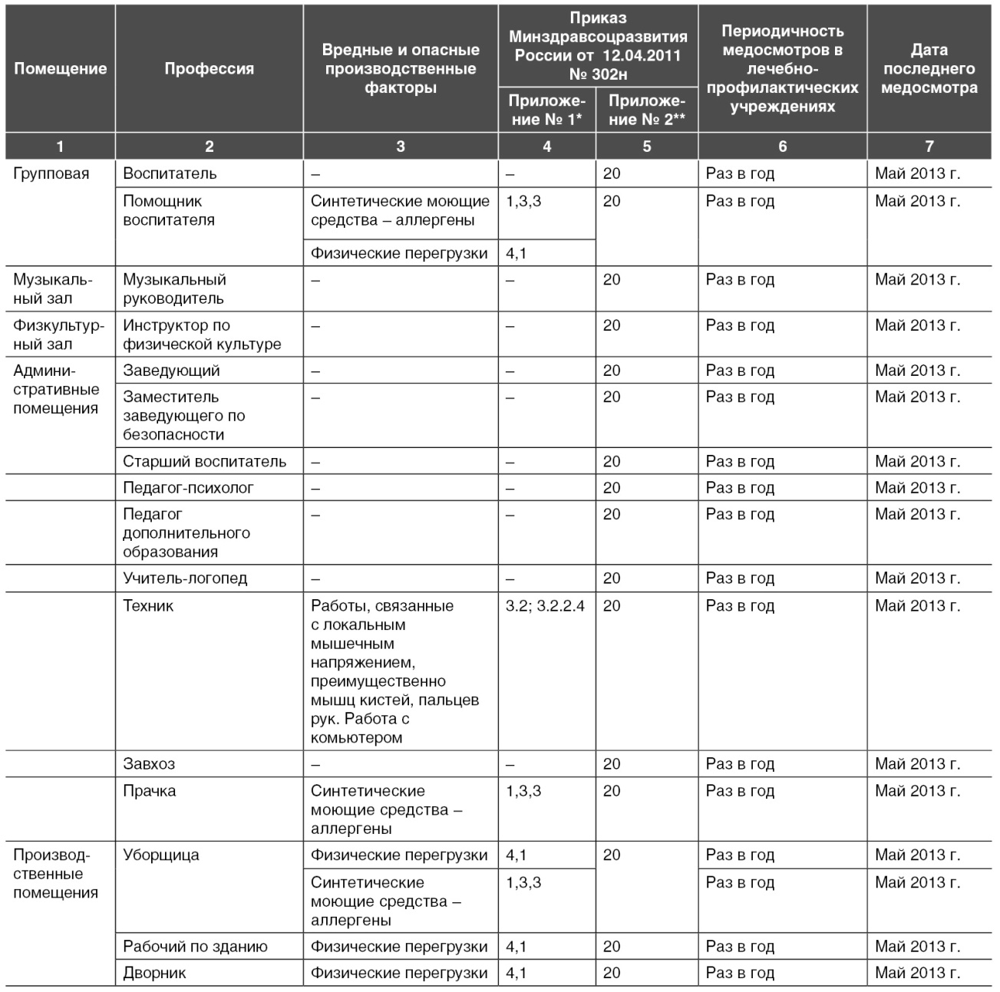 Помещение
Профессия
Вредные и опасные
производственные
факторы
Приказ
Минздравсоцразвития
России от 12.04.2011
№ 302н
Приложе-
ние № 1*
Приложе-
ние № 2**
Периодичность
медосмотров в
лечебно-
профилактических
учреждениях
Дата
последнего
медосмотра
1 2 3 4 5 6 7
Групповая Воспитатель – – 20 Раз в год Май 2013 г.
Помощник Синтетические моющие 1,3,3 20 Раз в год Май 2013 г.
воспитателя средства – аллергены
Физические перегрузки 4,1
Музыкаль- Музыкальный – – 20 Раз в год Май 2013 г.
ный зал руководитель
Физкультур- Инструктор по – – 20 Раз в год Май 2013 г.
ный зал физической культуре
Админи- Заведующий – – 20 Раз в год Май 2013 г.
стративные
помещения
Заместитель – – 20 Раз в год Май 2013 г.
заведующего по
безопасности
Старший воспитатель – – 20 Раз в год Май 2013 г.
Педагог-психолог – – 20 Раз в год Май 2013 г.
Педагог – – 20 Раз в год Май 2013 г.
дополнительного
образования
Учитель-логопед – – 20 Раз в год Май 2013 г.
Техник Работы, связанные 3.2; 3.2.2.4 20 Раз в год Май 2013 г.
с локальным
мышечным
напряжением,
преимущественно
мышц кистей, пальцев
рук. Работа с
комьютером
Завхоз – – 20 Раз в год Май 2013 г.
Прачка Синтетические 1,3,3 20 Раз в год Май 2013 г.
моющие средства –
аллергены
Производ- Уборщица Физические перегрузки 4,1 20 Раз в год Май 2013 г.
ственные
помещения
Синтетические 1,3,3 Раз в год Май 2013 г.
моющие средства –
аллергены
Рабочий по зданию Физические перегрузки 4,1 20 Раз в год Май 2013 г.
Дворник Физические перегрузки 4,1 20 Раз в год Май 2013 г.